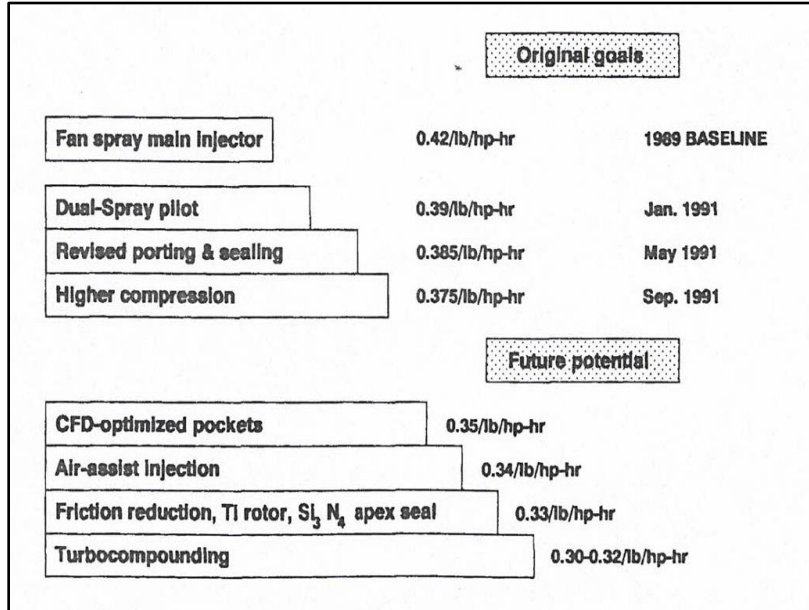 Original goals
Fan spray main injector 0.42/lb/hp-hr 1989 BASELINE
Dual-Spray pilot 0.39/lb/hp-hr Jan. 1991
Revised porting & sealing 0.385/lb/hp-hr May 1991
Higher compression 0.375/lb/hp-hr Sep. 1991
Future potential
CFD-optimized pockets 0.35/lb/hp-hr
Air-assist injection 0.34/lb/hp-hr
Friction reduction, Ti rotor, Si₃ N₄ apex seal 0.33/lb/hp-hr
Turbocompounding 0.30-0.32/lb/hp-hr